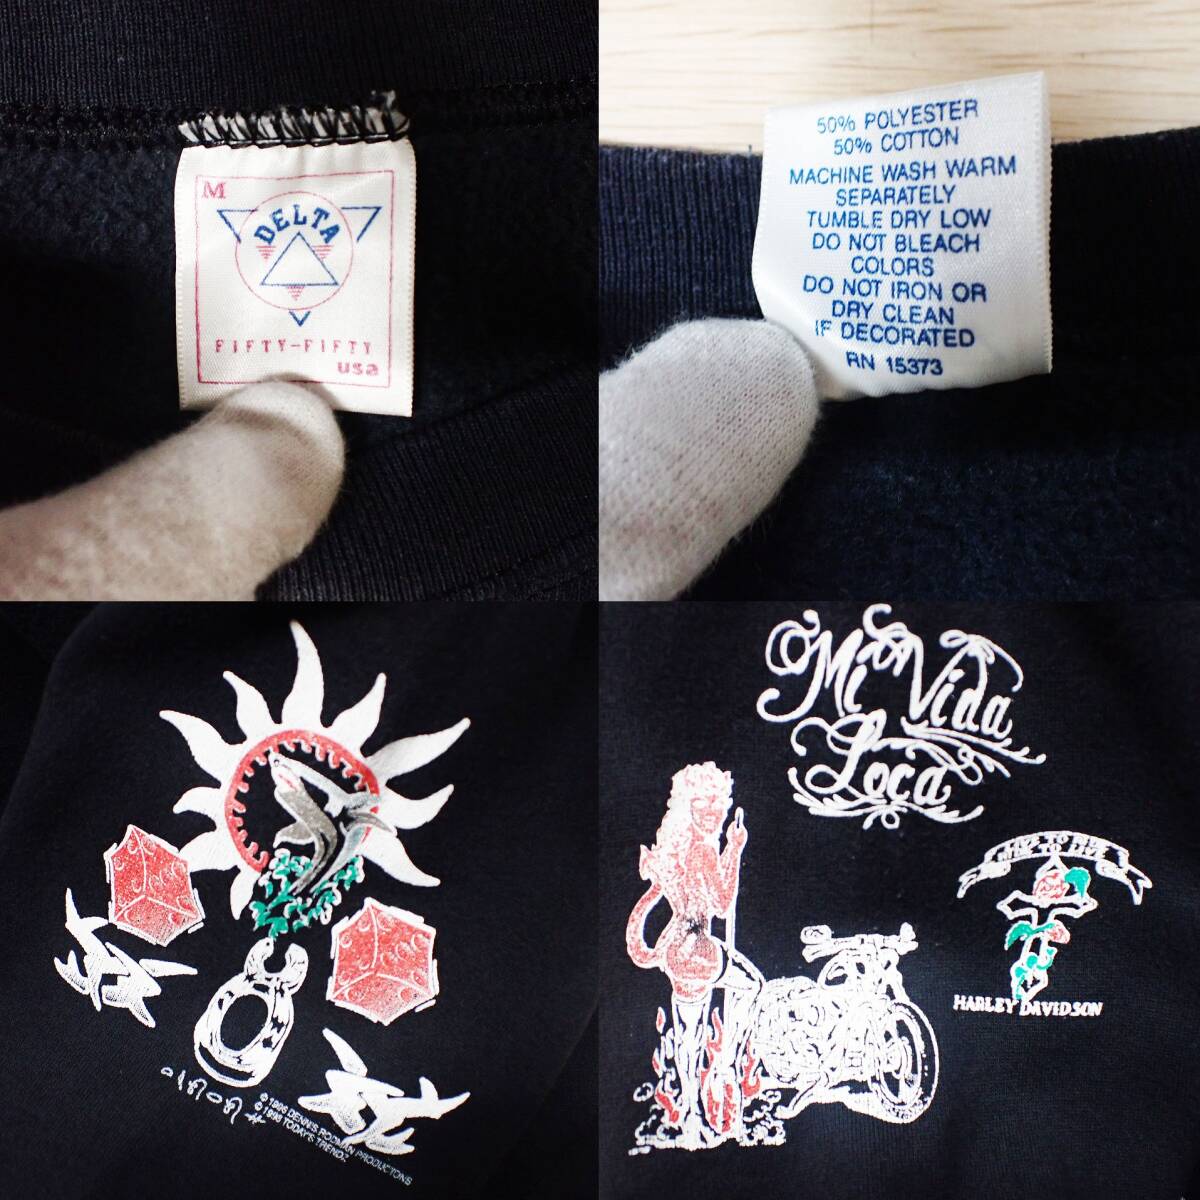 M
DELTA
FIFTY-FIFTY
usa
50% POLYESTER
50% COTTON
MACHINE WASH WARM
SEPARATELY
TUMBLE DRY LOW
DO NOT BLEACH
COLORS
DO NOT IRON OR
DRY CLEAN
IF DECORATED
RN 15373
© 1996 DENNIS RODMAN PRODUCTIONS
© 1996 TODAY'S TRENDZ
Mi Vida
Loca
HARLEY DAVIDSON